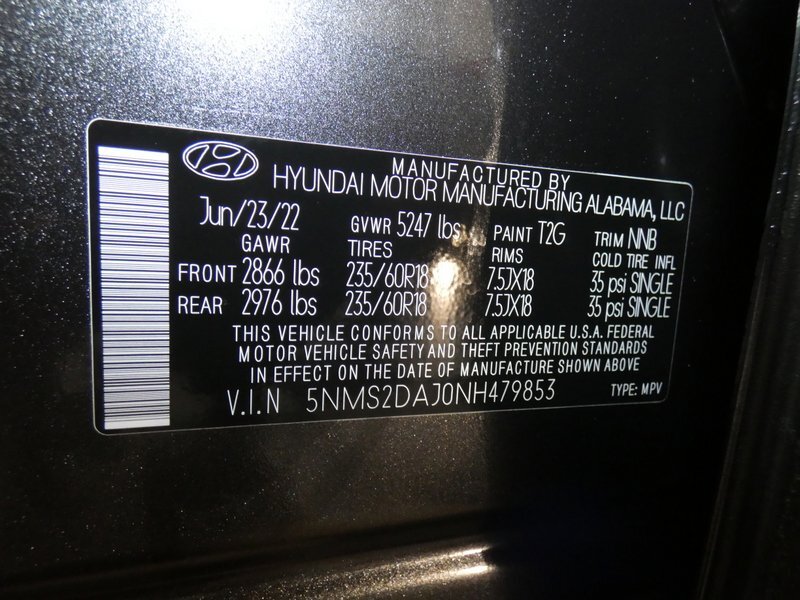 MANUFACTURED BY
HYUNDAI MOTOR MANUFACTURING ALABAMA, LLC
Jun/23/22 GVWR 5247 lbs PAINT T2G TRIM NNB
GAWR TIRES RIMS COLD TIRE INFL
FRONT 2866 lbs 235/60R18 7.5JX18 35 psi SINGLE
REAR 2976 lbs 235/60R18 7.5JX18 35 psi SINGLE
THIS VEHICLE CONFORMS TO ALL APPLICABLE U.S.A. FEDERAL
MOTOR VEHICLE SAFETY AND THEFT PREVENTION STANDARDS
IN EFFECT ON THE DATE OF MANUFACTURE SHOWN ABOVE
V.I.N 5NMS2DAJ0NH479853 TYPE: MPV